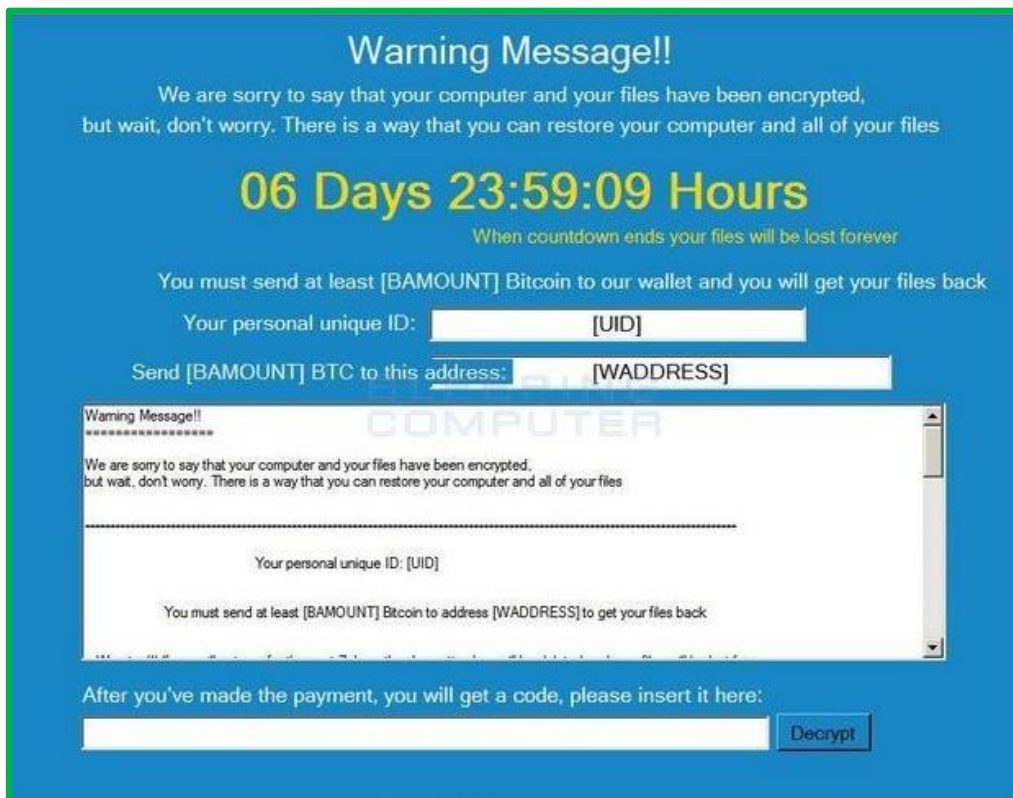 Warning Message!!
We are sorry to say that your computer and your files have been encrypted,
but wait, don't worry. There is a way that you can restore your computer and all of your files
06 Days 23:59:09 Hours
When countdown ends your files will be lost forever
You must send at least [BAMOUNT] Bitcoin to our wallet and you will get your files back
Your personal unique ID: [UID]
Send [BAMOUNT] BTC to this address: [WADDRESS]
BLEEPING
COMPUTER
Warning Message!!
=================
We are sorry to say that your computer and your files have been encrypted,
but wait, don't worry. There is a way that you can restore your computer and all of your files
Your personal unique ID: [UID]
You must send at least [BAMOUNT] Bitcoin to address [WADDRESS] to get your files back
After you've made the payment, you will get a code, please insert it here:
Decrypt